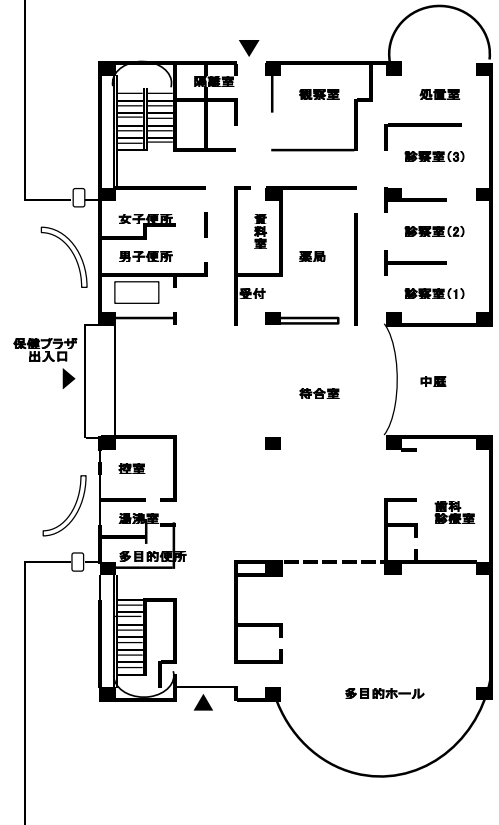 隔離室
観察室
処置室
診察室(3)
女子便所
資料室
診察室(2)
男子便所
薬局
受付
診察室(1)
保健プラザ
出入口
待合室
中庭
控室
湯沸室
歯科
診療室
多目的便所
多目的ホール